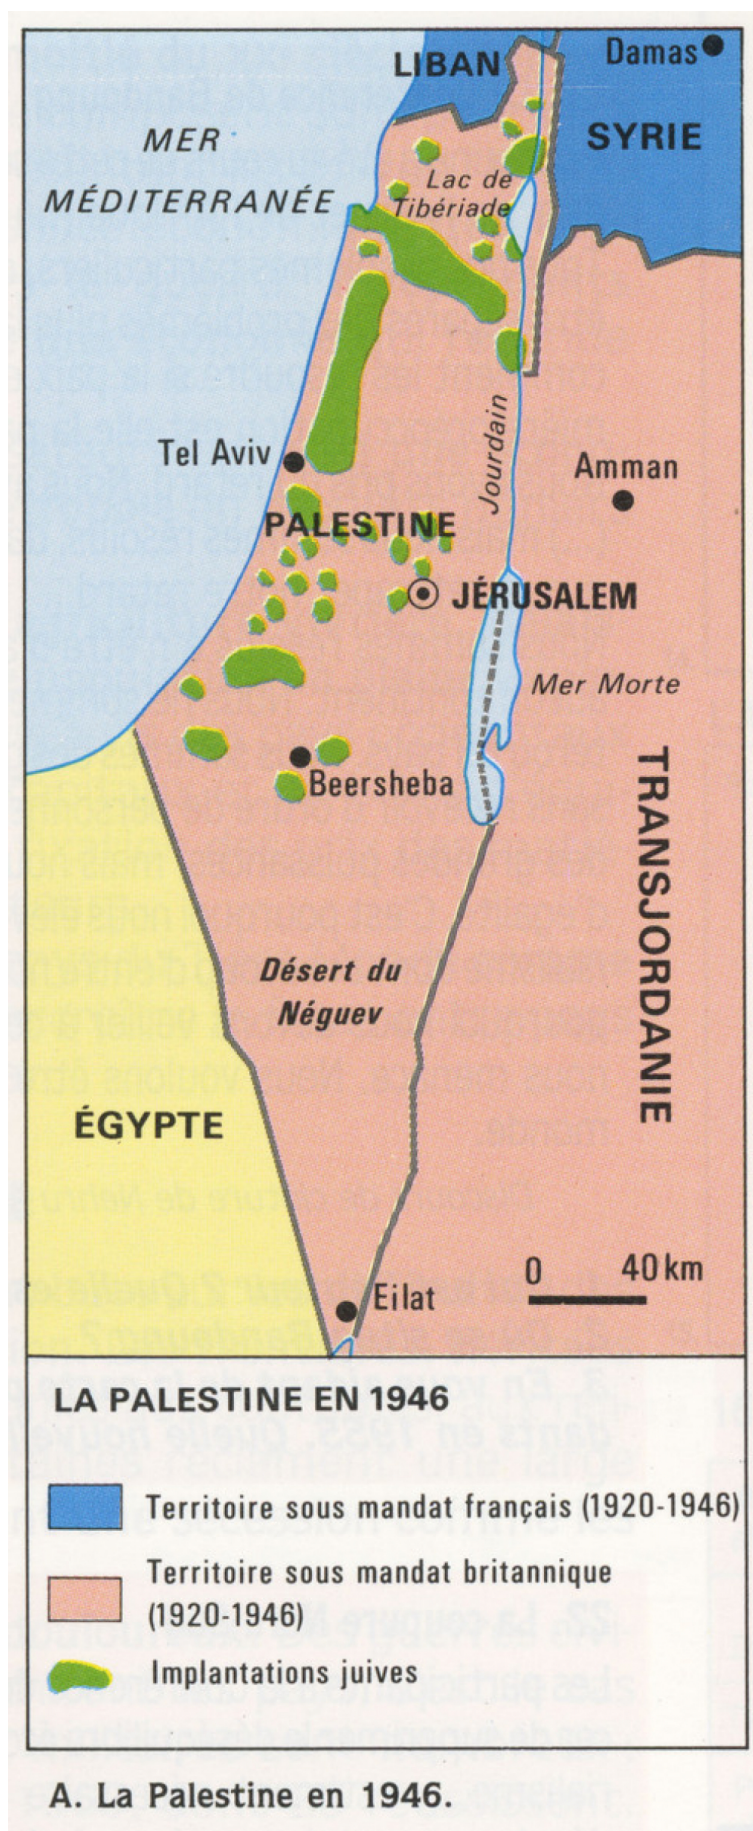 LIBAN
Damas
SYRIE
MER
MÉDITERRANÉE
Lac de
Tibériade
Jourdain
Tel Aviv
Amman
PALESTINE
JÉRUSALEM
Mer Morte
Beersheba
TRANSJORDANIE
Désert du
Néguev
ÉGYPTE
0 40 km
Eilat
LA PALESTINE EN 1946
Territoire sous mandat français (1920-1946)
Territoire sous mandat britannique
(1920-1946)
Implantations juives
A. La Palestine en 1946.